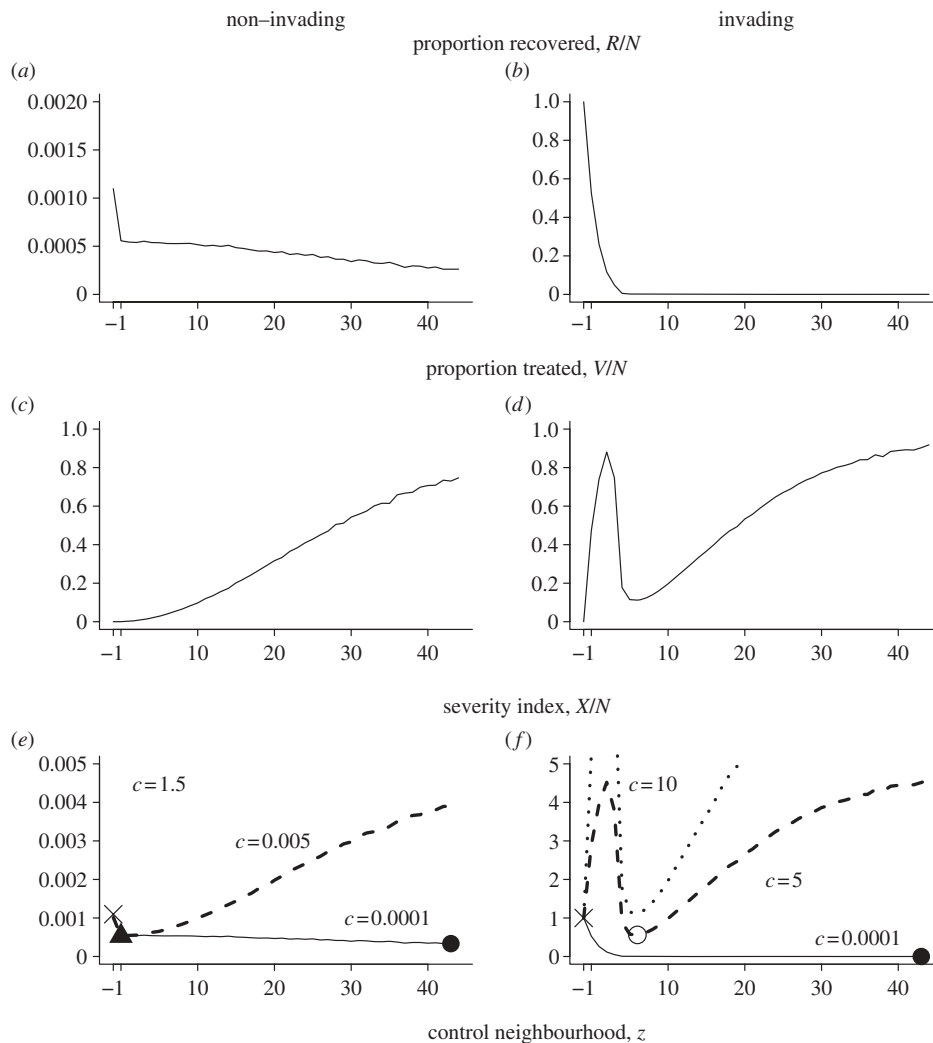 non–invading
invading
proportion recovered, R/N
(a)
(b)
0.0020
0.0015
0.0010
0.0005
0
1.0
0.8
0.6
0.4
0.2
0
−1 10 20 30 40
−1 10 20 30 40
proportion treated, V/N
(c)
(d)
1.0
0.8
0.6
0.4
0.2
0
1.0
0.8
0.6
0.4
0.2
0
−1 10 20 30 40
−1 10 20 30 40
severity index, X/N
(e)
(f)
0.005
0.004
0.003
0.002
0.001
0
c=1.5
c=0.005
c=0.0001
5
4
3
2
1
0
c=10
c=5
c=0.0001
−1 10 20 30 40
−1 10 20 30 40
control neighbourhood, z